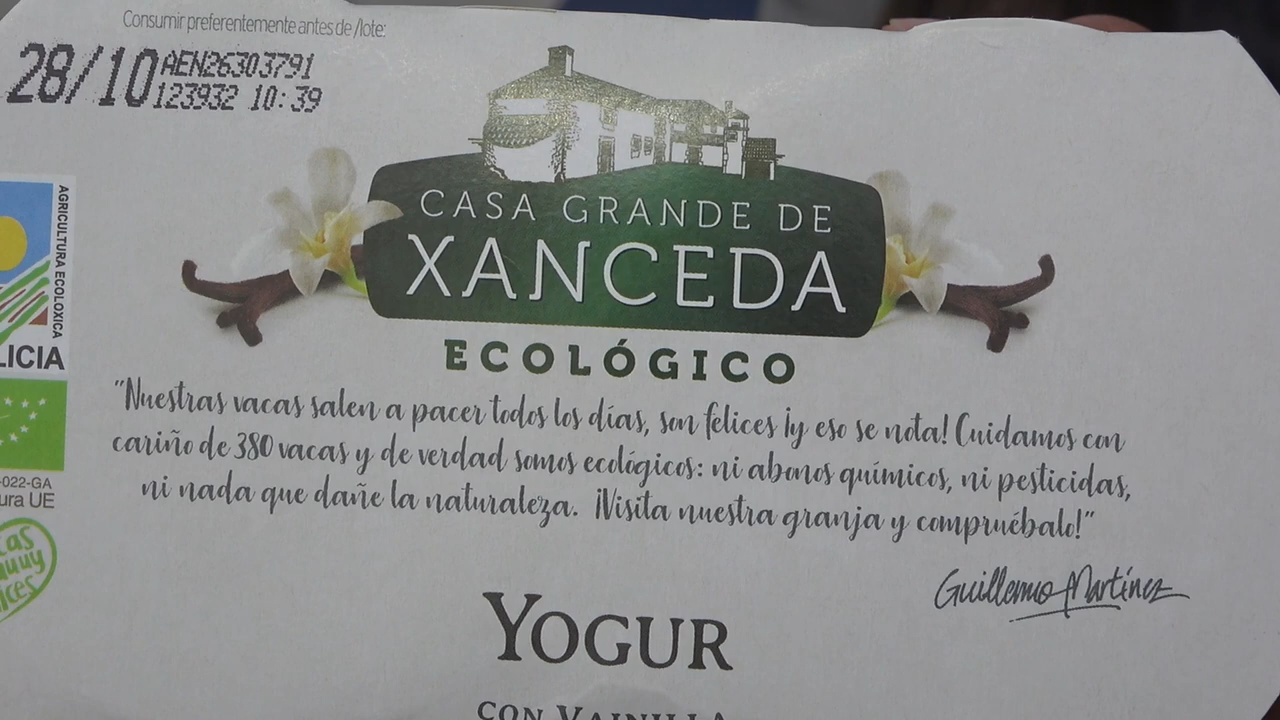 Consumir preferentemente antes de /lote:
28/10 AEN26303791
123932 10:39
AGRICULTURA ECOLOXICA
LICIA
-022-GA
ura UE
CASA GRANDE DE
XANCEDA
ECOLÓGICO
"Nuestras vacas salen a pacer todos los días, son felices ¡y eso se nota! Cuidamos con
cariño de 380 vacas y de verdad somos ecológicos: ni abonos químicos, ni pesticidas,
ni nada que dañe la naturaleza. ¡Visita nuestra granja y compruébalo!"
Guillermo Martínez
YOGUR
CON VAINILLA